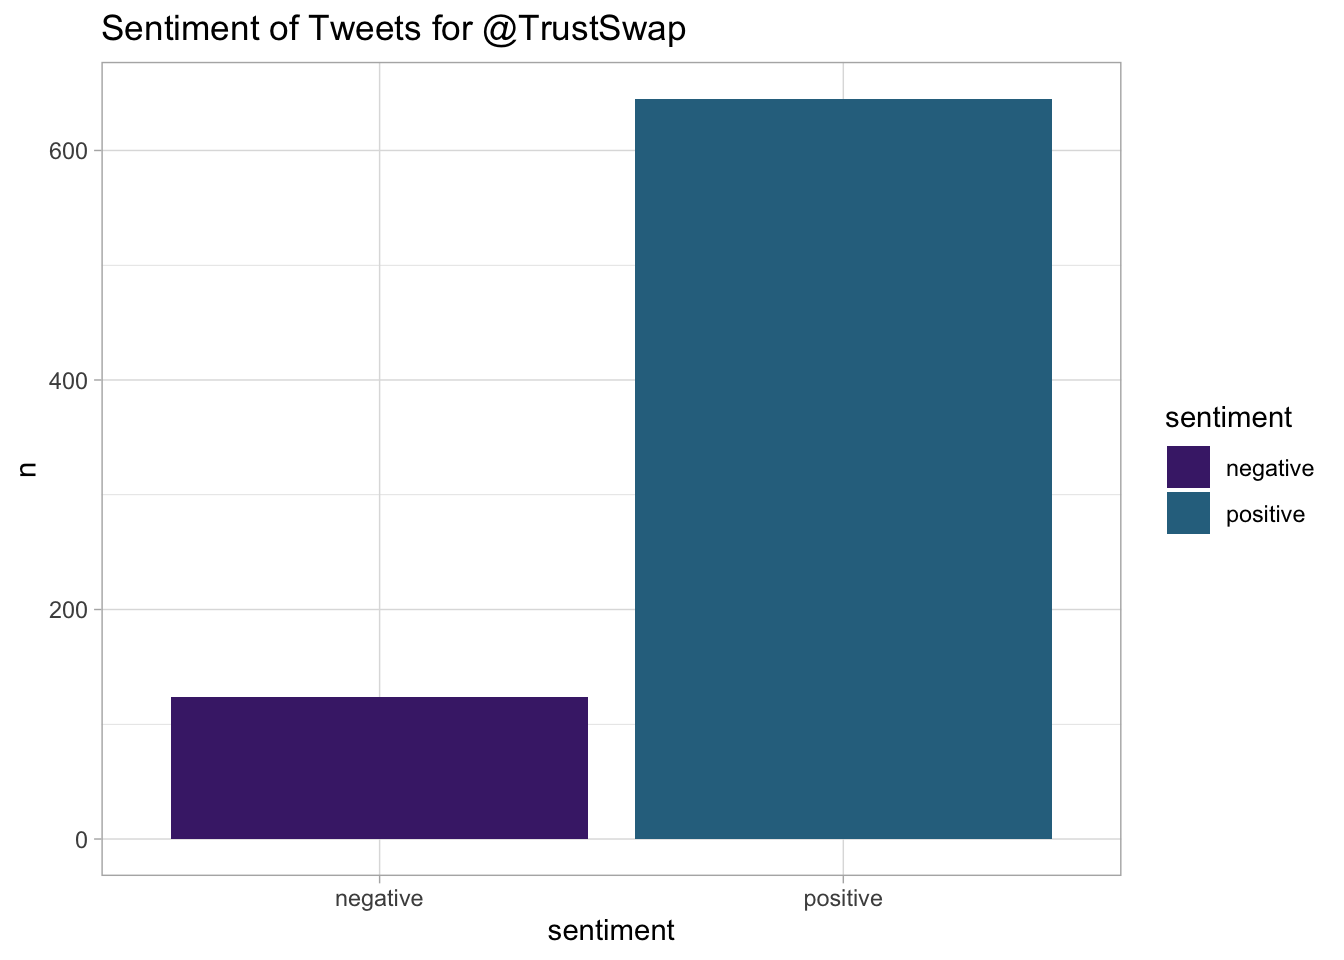 Sentiment of Tweets for @TrustSwap
600
400
200
0
n
negative
positive
sentiment
sentiment
negative
positive